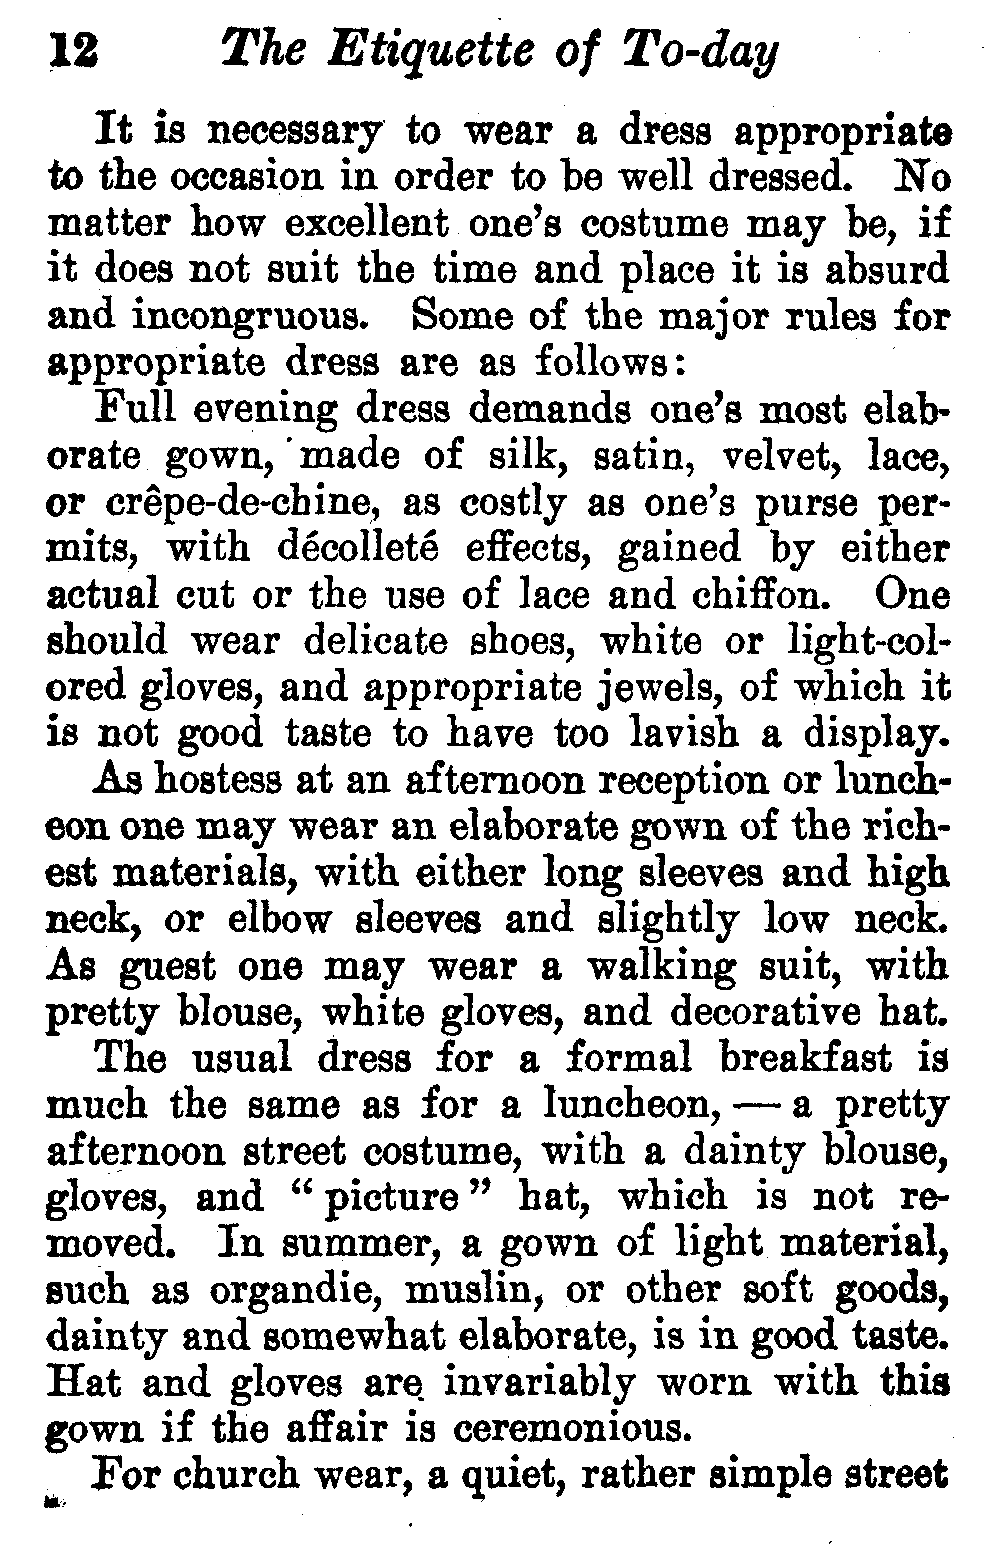 12 The Etiquette of To-day
It is necessary to wear a dress appropriate
to the occasion in order to be well dressed. No
matter how excellent one's costume may be, if
it does not suit the time and place it is absurd
and incongruous. Some of the major rules for
appropriate dress are as follows:
Full evening dress demands one's most elab-
orate gown, made of silk, satin, velvet, lace,
or crêpe-de-chine, as costly as one's purse per-
mits, with décolleté effects, gained by either
actual cut or the use of lace and chiffon. One
should wear delicate shoes, white or light-col-
ored gloves, and appropriate jewels, of which it
is not good taste to have too lavish a display.
As hostess at an afternoon reception or lunch-
eon one may wear an elaborate gown of the rich-
est materials, with either long sleeves and high
neck, or elbow sleeves and slightly low neck.
As guest one may wear a walking suit, with
pretty blouse, white gloves, and decorative hat.
The usual dress for a formal breakfast is
much the same as for a luncheon, — a pretty
afternoon street costume, with a dainty blouse,
gloves, and “picture” hat, which is not re-
moved. In summer, a gown of light material,
such as organdie, muslin, or other soft goods,
dainty and somewhat elaborate, is in good taste.
Hat and gloves are invariably worn with this
gown if the affair is ceremonious.
For church wear, a quiet, rather simple street